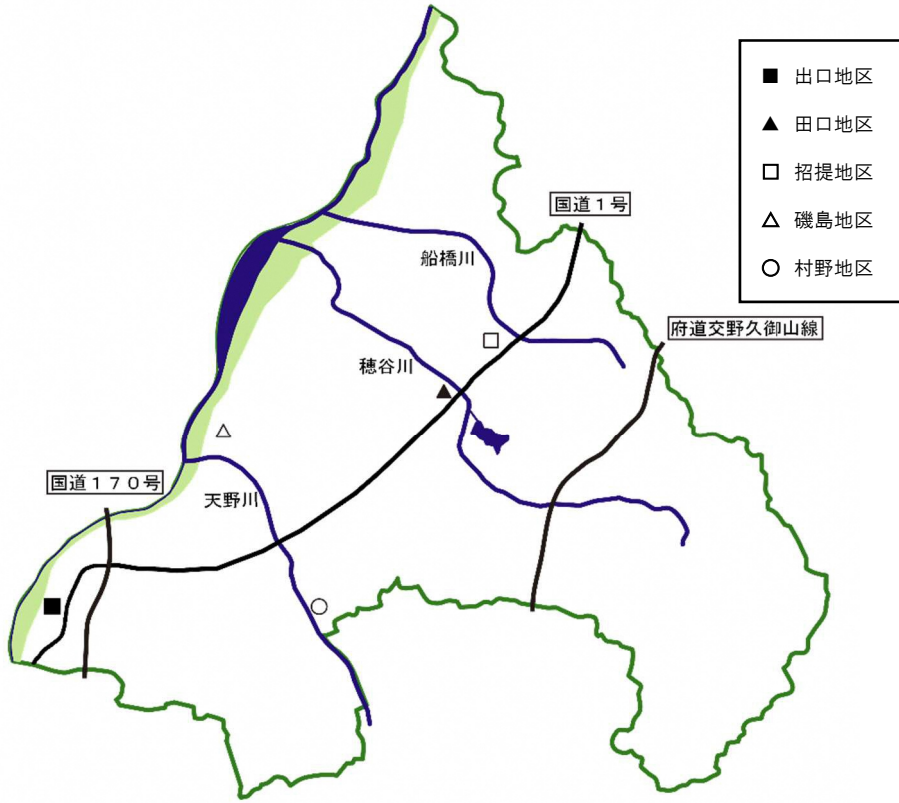 出口地区
田口地区
招提地区
磯島地区
村野地区
国道1号
船橋川
府道交野久御山線
穂谷川
国道170号
天野川